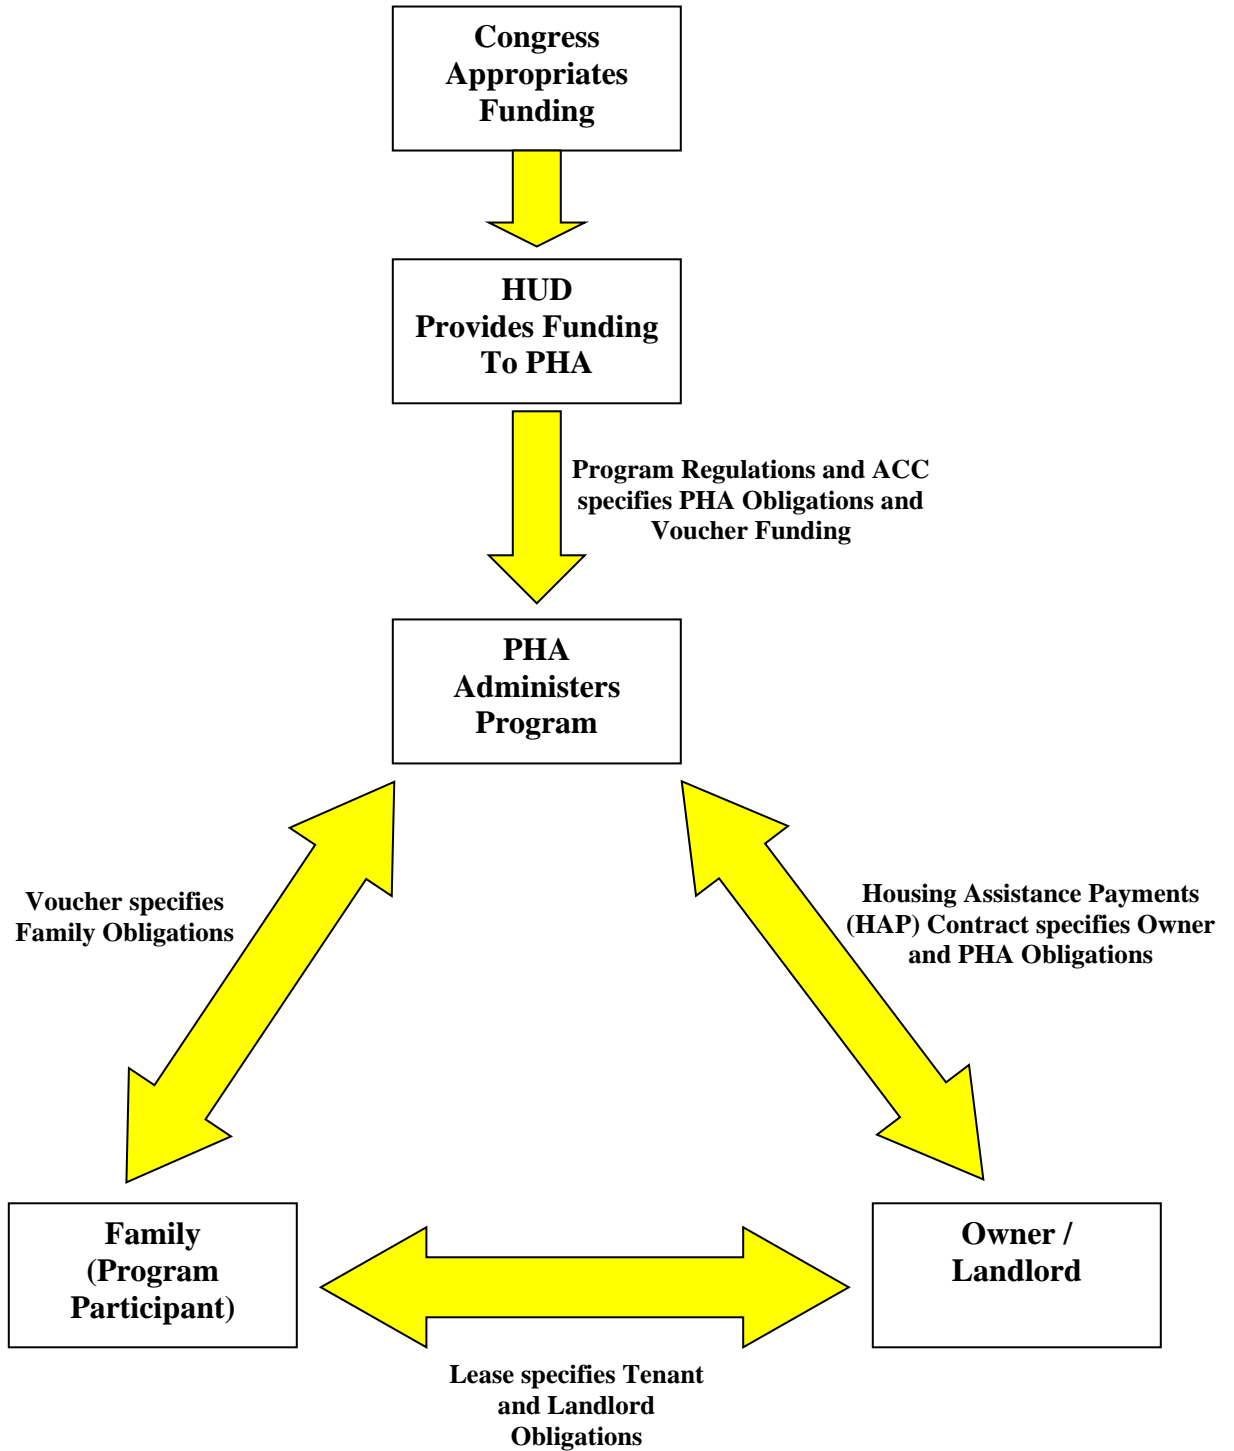 Congress
Appropriates
Funding
HUD
Provides Funding
To PHA
Program Regulations and ACC
specifies PHA Obligations and
Voucher Funding
PHA
Administers
Program
Voucher specifies
Family Obligations
Housing Assistance Payments
(HAP) Contract specifies Owner
and PHA Obligations
Family
(Program
Participant)
Owner /
Landlord
Lease specifies Tenant
and Landlord
Obligations